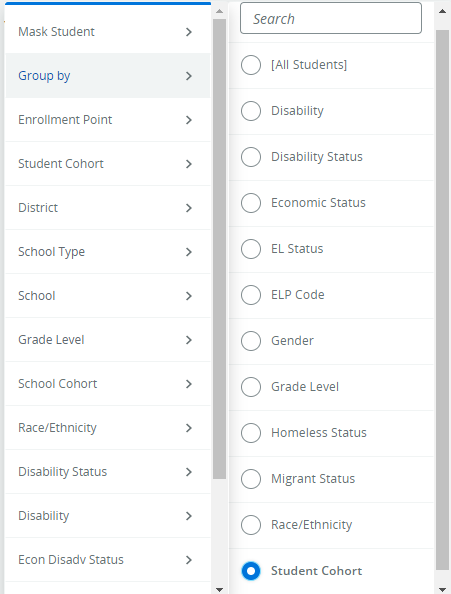 Mask Student
Group by
Enrollment Point
Student Cohort
District
School Type
School
Grade Level
School Cohort
Race/Ethnicity
Disability Status
Disability
Econ Disadv Status
Search
[All Students]
Disability
Disability Status
Economic Status
EL Status
ELP Code
Gender
Grade Level
Homeless Status
Migrant Status
Race/Ethnicity
Student Cohort